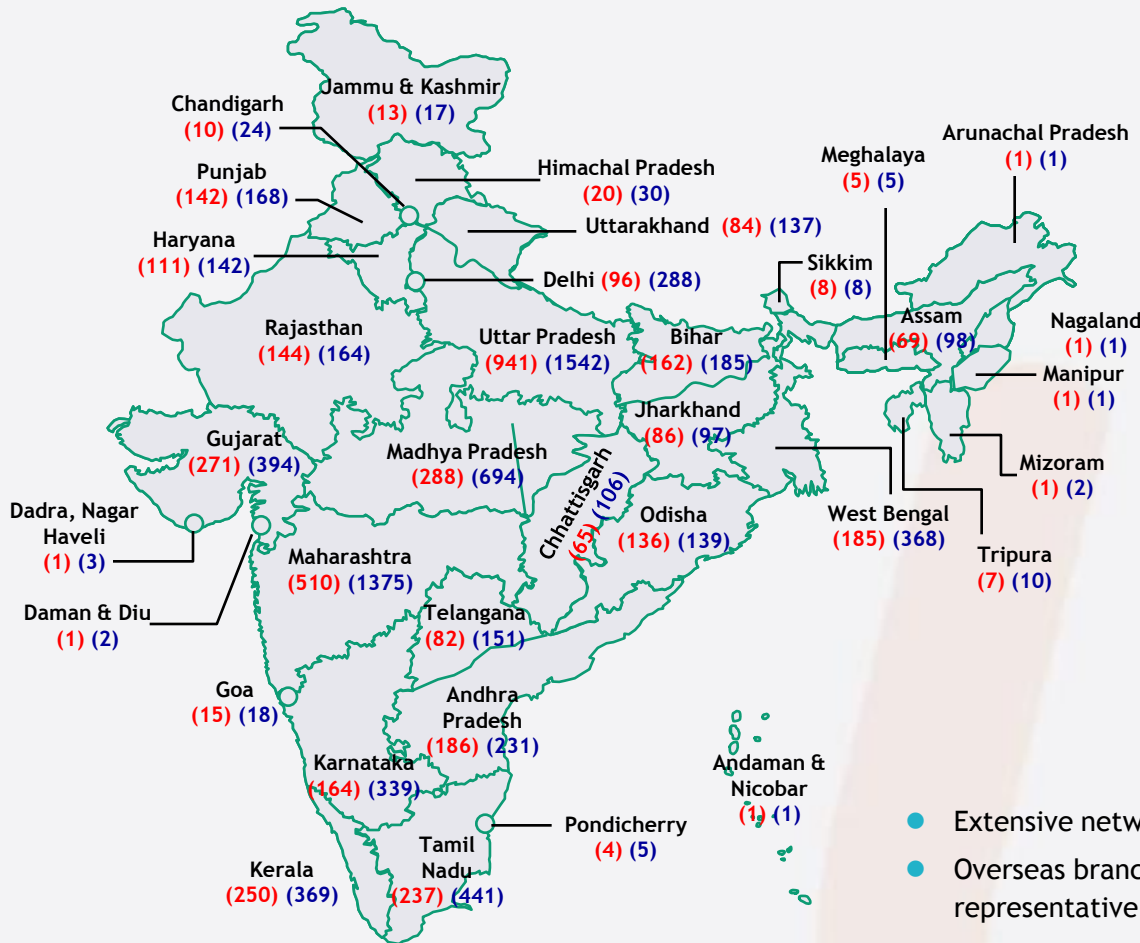 Jammu & Kashmir
(13) (17)
Chandigarh
(10) (24)
Arunachal Pradesh
(1) (1)
Meghalaya
(5) (5)
Himachal Pradesh
(20) (30)
Punjab
(142) (168)
Uttarakhand (84) (137)
Haryana
(111) (142)
Delhi (96) (288)
Sikkim
(8) (8)
Assam
(69) (98)
Nagaland
(1) (1)
Rajasthan
(144) (164)
Uttar Pradesh
(941) (1542)
Bihar
(162) (185)
Manipur
(1) (1)
Jharkhand
(86) (97)
Gujarat
(271) (394)
Madhya Pradesh
(288) (694)
Chhattisgarh
(65) (106)
Mizoram
(1) (2)
Dadra, Nagar
Haveli
(1) (3)
Odisha
(136) (139)
West Bengal
(185) (368)
Maharashtra
(510) (1375)
Tripura
(7) (10)
Daman & Diu
(1) (2)
Telangana
(82) (151)
Goa
(15) (18)
Andhra
Pradesh
(186) (231)
Karnataka
(164) (339)
Andaman &
Nicobar
(1) (1)
Pondicherry
(4) (5)
Tamil
Nadu
(237) (441)
Kerala
(250) (369)
Extensive
Overseas
representative